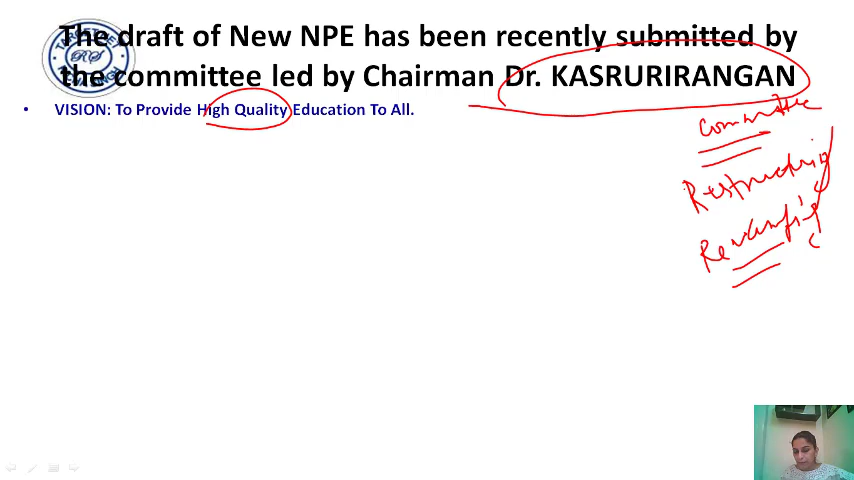 The draft of New NPE has been recently submitted by
the committee led by Chairman Dr. KASRURIRANGAN
• VISION: To Provide High Quality Education To All.
committee
Restructuring
Revamping